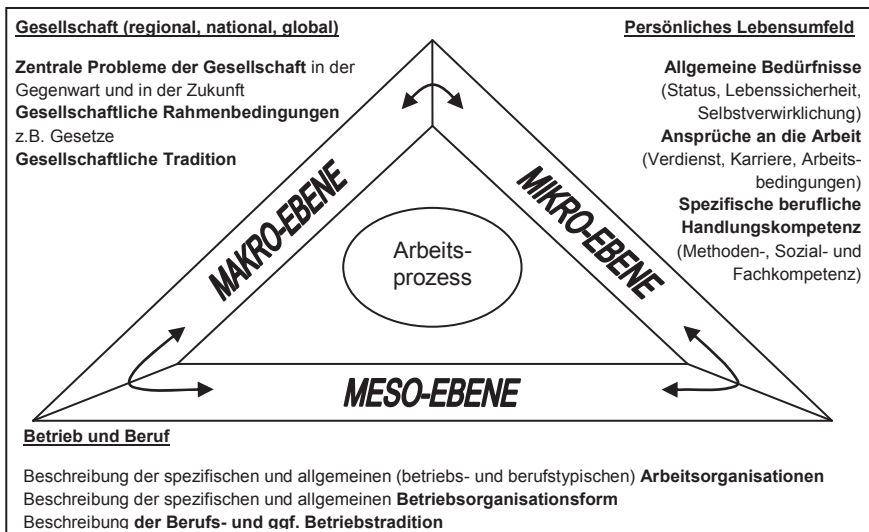 Gesellschaft (regional, national, global)
Zentrale Probleme der Gesellschaft in der
Gegenwart und in der Zukunft
Gesellschaftliche Rahmenbedingungen
z.B. Gesetze
Gesellschaftliche Tradition
Persönliches Lebensumfeld
Allgemeine Bedürfnisse
(Status, Lebenssicherheit,
Selbstverwirklichung)
Ansprüche an die Arbeit
(Verdienst, Karriere, Arbeits-
bedingungen)
Spezifische berufliche
Handlungskompetenz
(Methoden-, Sozial- und
Fachkompetenz)
MAKRO-EBENE
MIKRO-EBENE
Arbeits-
prozess
MESO-EBENE
Betrieb und Beruf
Beschreibung der spezifischen und allgemeinen (betriebs- und berufstypischen) Arbeitsorganisationen
Beschreibung der spezifischen und allgemeinen Betriebsorganisationsform
Beschreibung der Berufs- und ggf. Betriebstradition